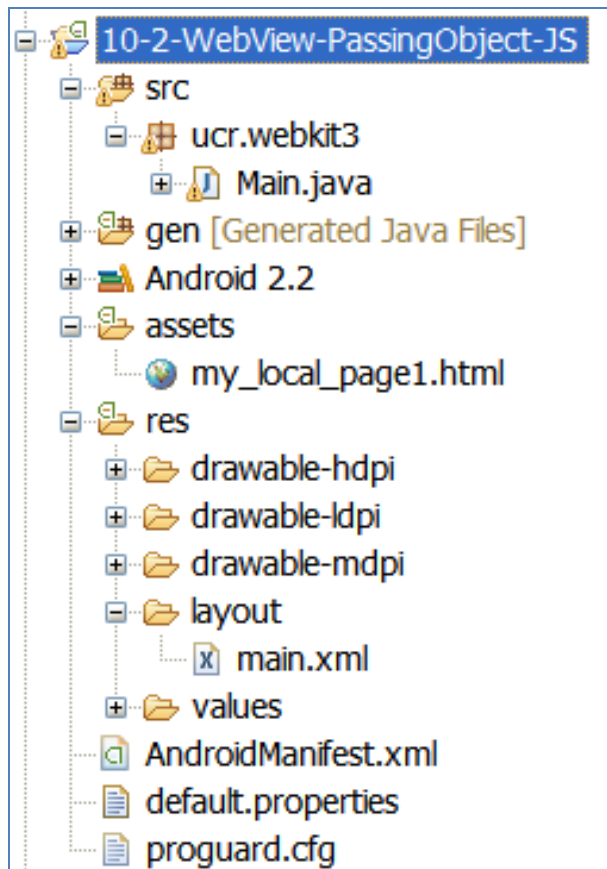 10-2-WebView-PassingObject-JS
src
ucr.webkit3
Main.java
gen [Generated Java Files]
Android 2.2
assets
my_local_page1.html
res
drawable-hdpi
drawable-ldpi
drawable-mdpi
layout
main.xml
values
AndroidManifest.xml
default.properties
proguard.cfg